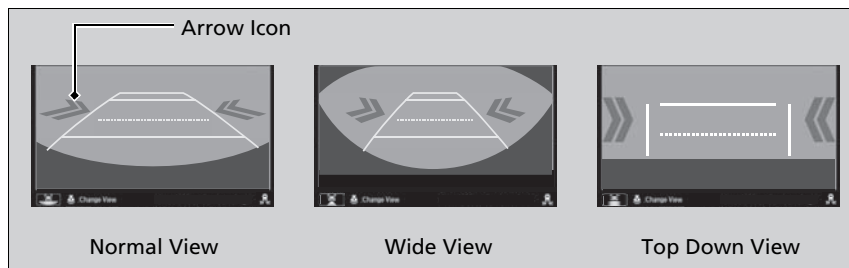 Arrow Icon
Change View
Change View
Change View
Normal View
Wide View
Top Down View